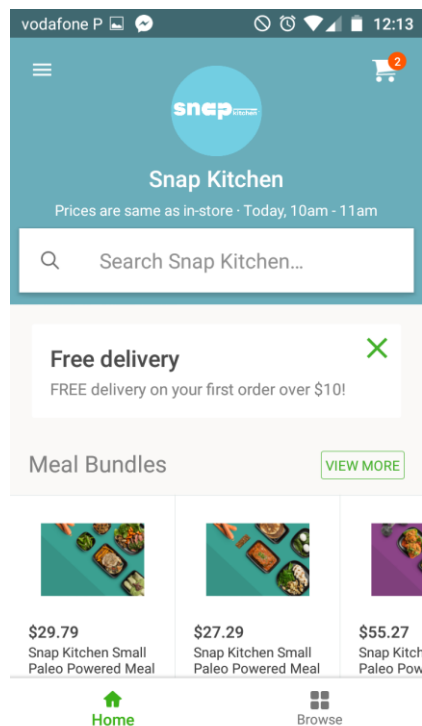 vodafone P 12:13
2
snap
kitchen
Snap Kitchen
Prices are same as in-store · Today, 10am - 11am
Search Snap Kitchen...
Free delivery
FREE delivery on your first order over $10!
Meal Bundles
VIEW MORE
$29.79
Snap Kitchen Small
Paleo Powered Meal
$27.29
Snap Kitchen Small
Paleo Powered Meal
$55.27
Snap Kitch
Paleo Pow
Home
Browse